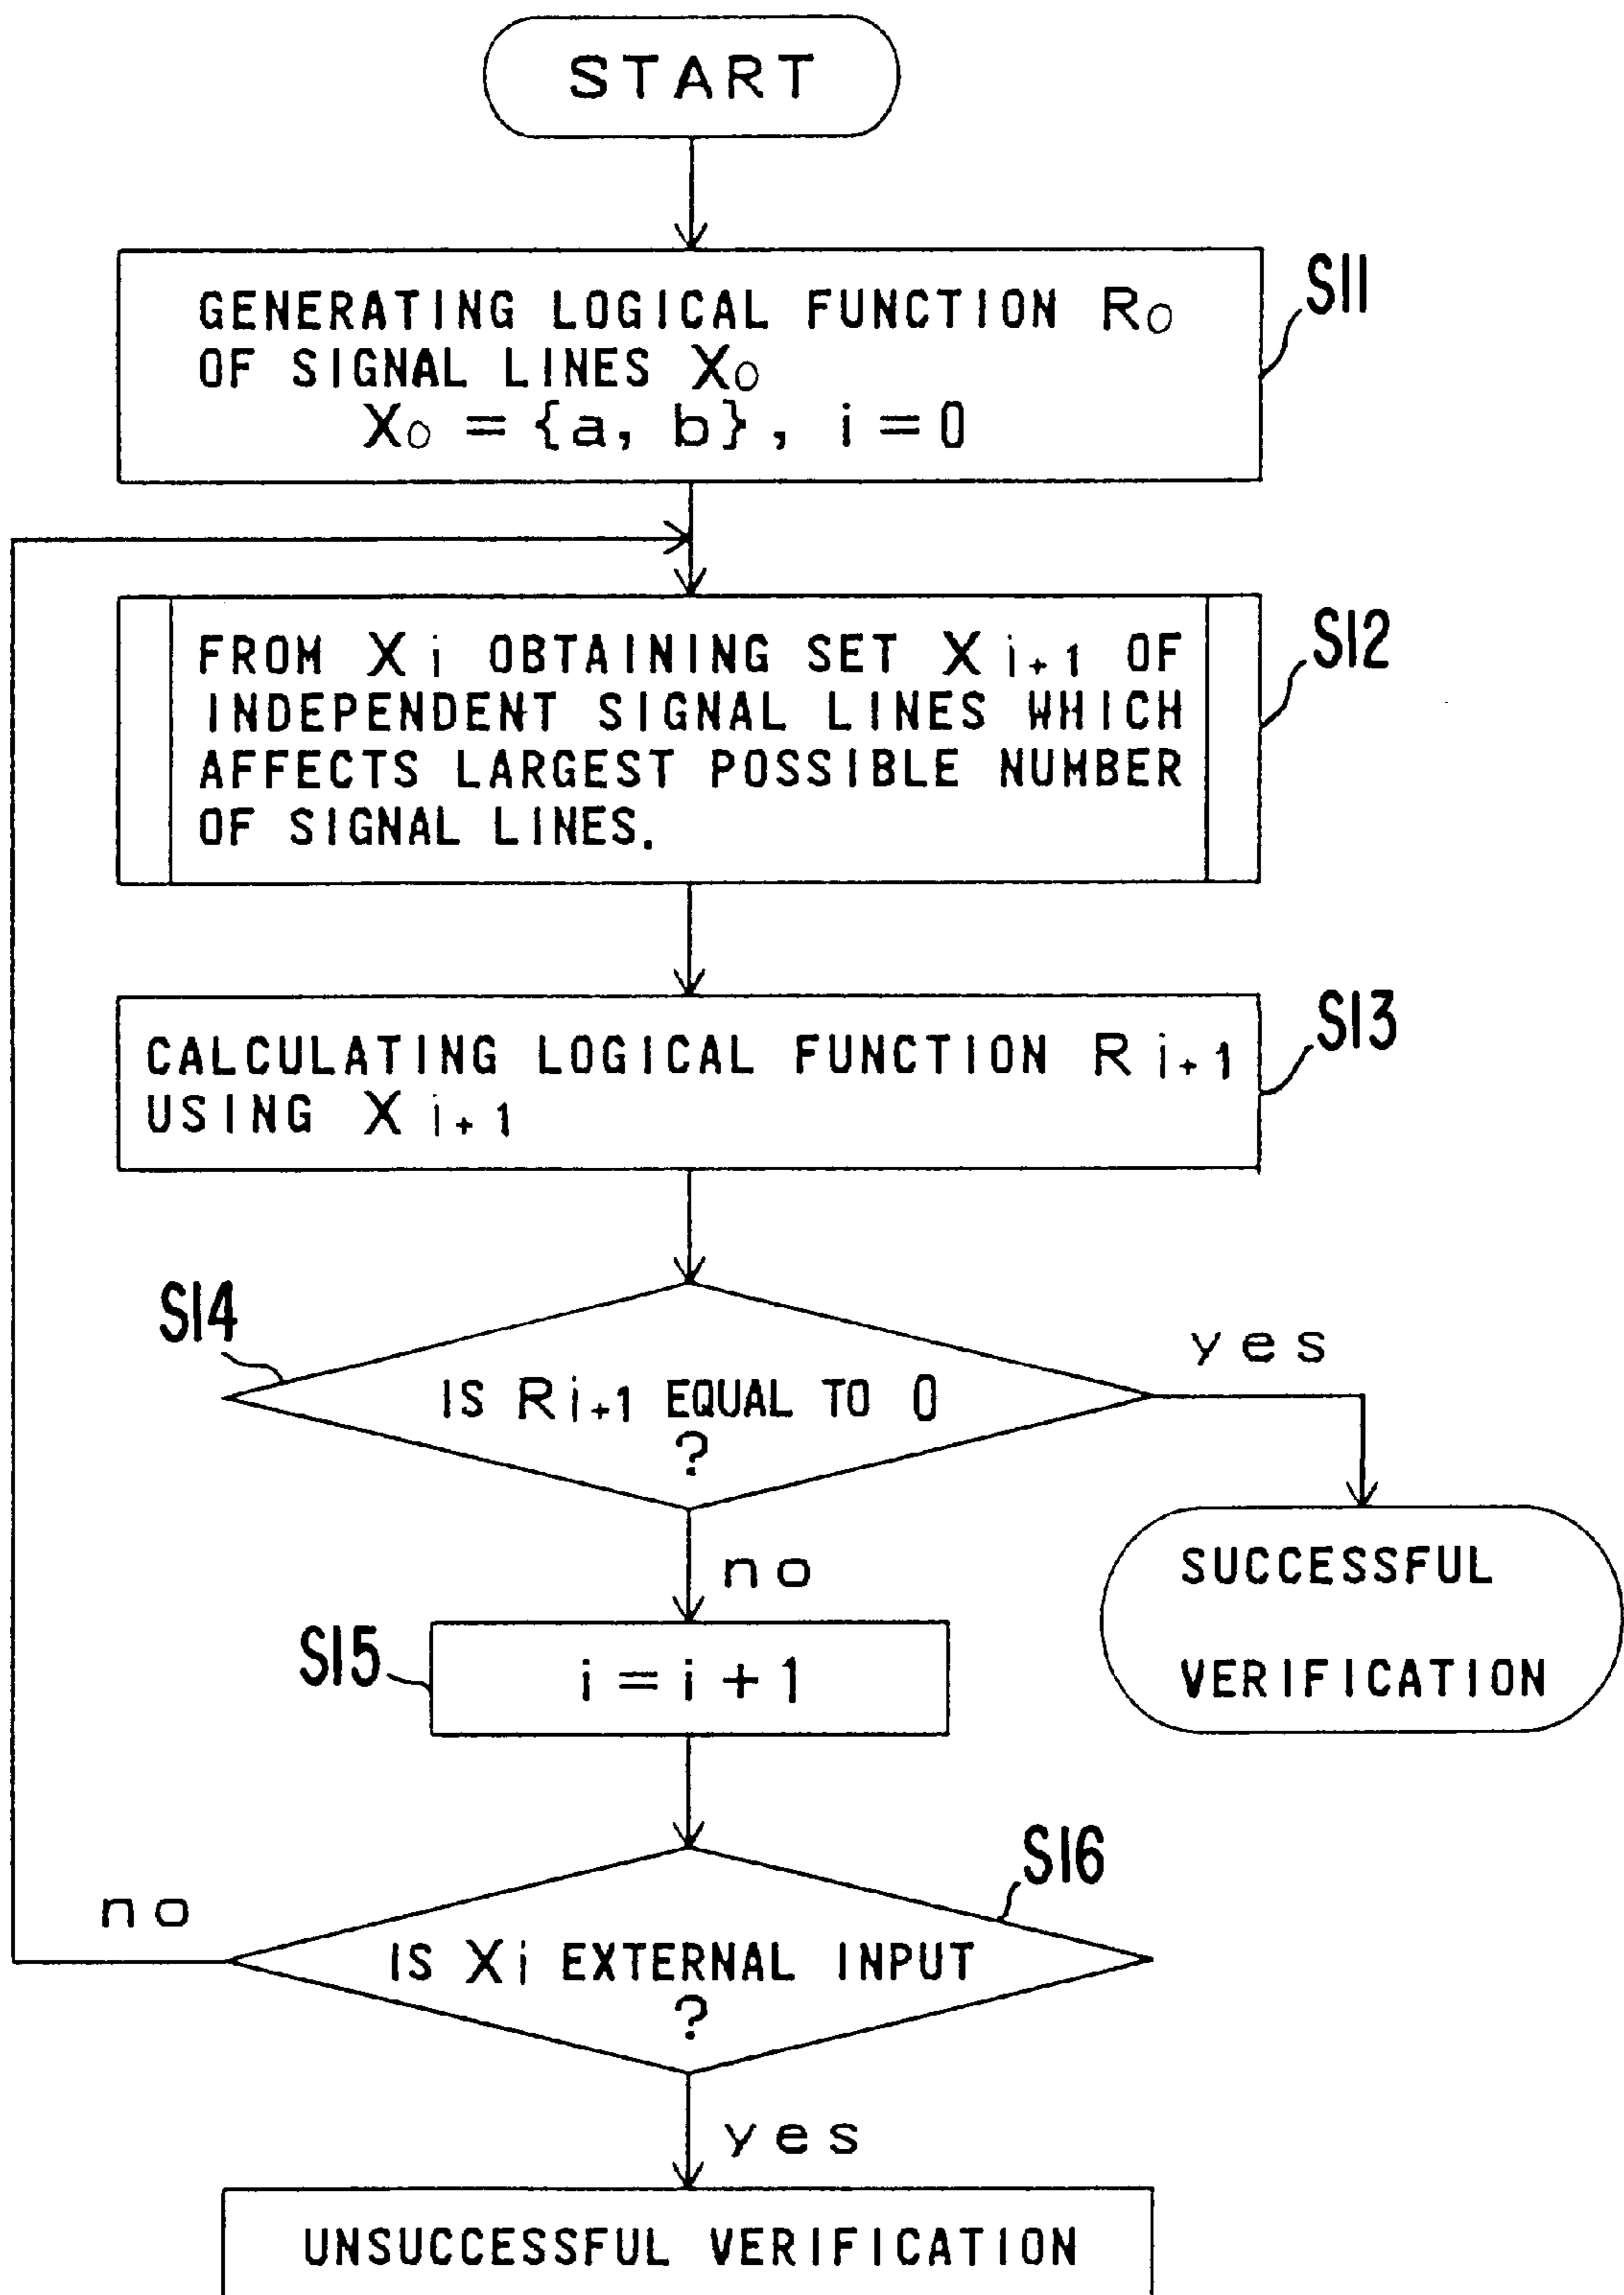 START
GENERATING LOGICAL FUNCTION R₀
OF SIGNAL LINES X₀
X₀ = {a, b}, i = 0
S11
FROM Xi OBTAINING SET Xi+1 OF
INDEPENDENT SIGNAL LINES WHICH
AFFECTS LARGEST POSSIBLE NUMBER
OF SIGNAL LINES.
S12
CALCULATING LOGICAL FUNCTION Ri+1
USING Xi+1
S13
S14
IS Ri+1 EQUAL TO 0
?
yes
no
SUCCESSFUL
VERIFICATION
S15
i = i + 1
S16
no
IS Xi EXTERNAL INPUT
?
yes
UNSUCCESSFUL VERIFICATION